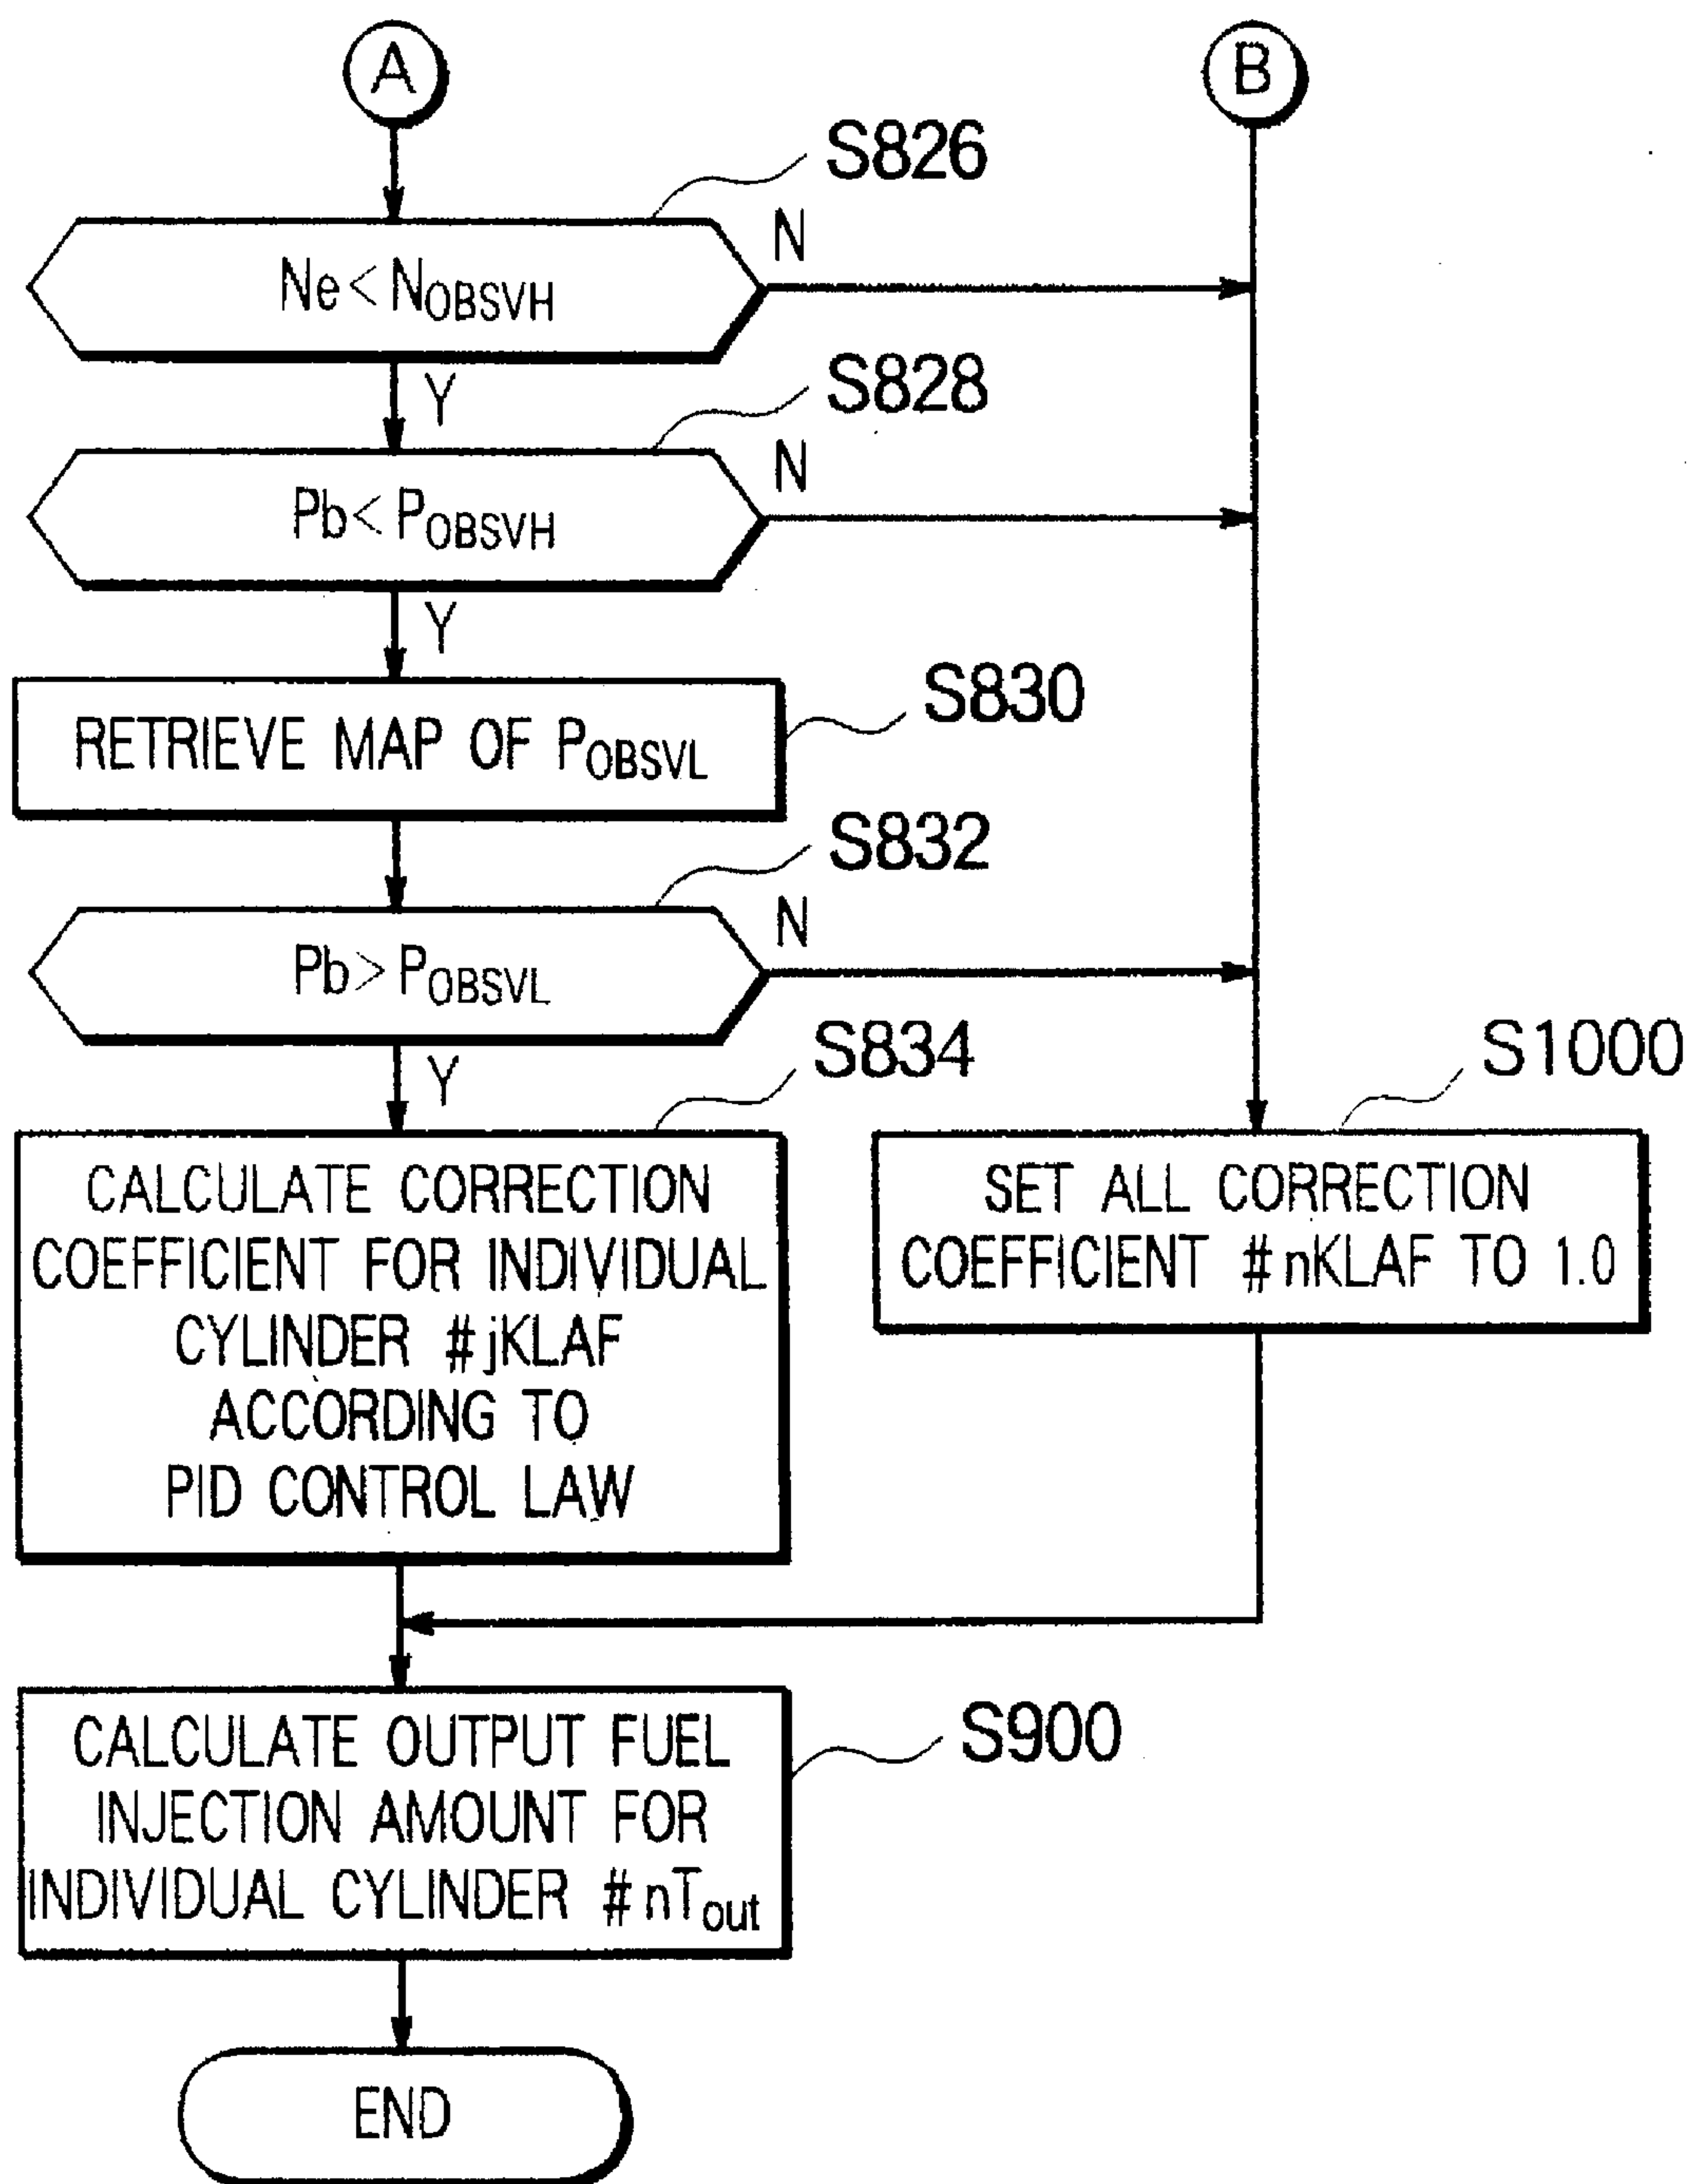 A
B
S826
Ne < NOBSVH
N
Y
S828
Pb < POBSVH
N
Y
S830
RETRIEVE MAP OF POBSVL
S832
Pb > POBSVL
N
Y
S834
CALCULATE CORRECTION
COEFFICIENT FOR INDIVIDUAL
CYLINDER #jKLAF
ACCORDING TO
PID CONTROL LAW
S1000
SET ALL CORRECTION
COEFFICIENT #nKLAF TO 1.0
S900
CALCULATE OUTPUT FUEL
INJECTION AMOUNT FOR
INDIVIDUAL CYLINDER #nTout
END